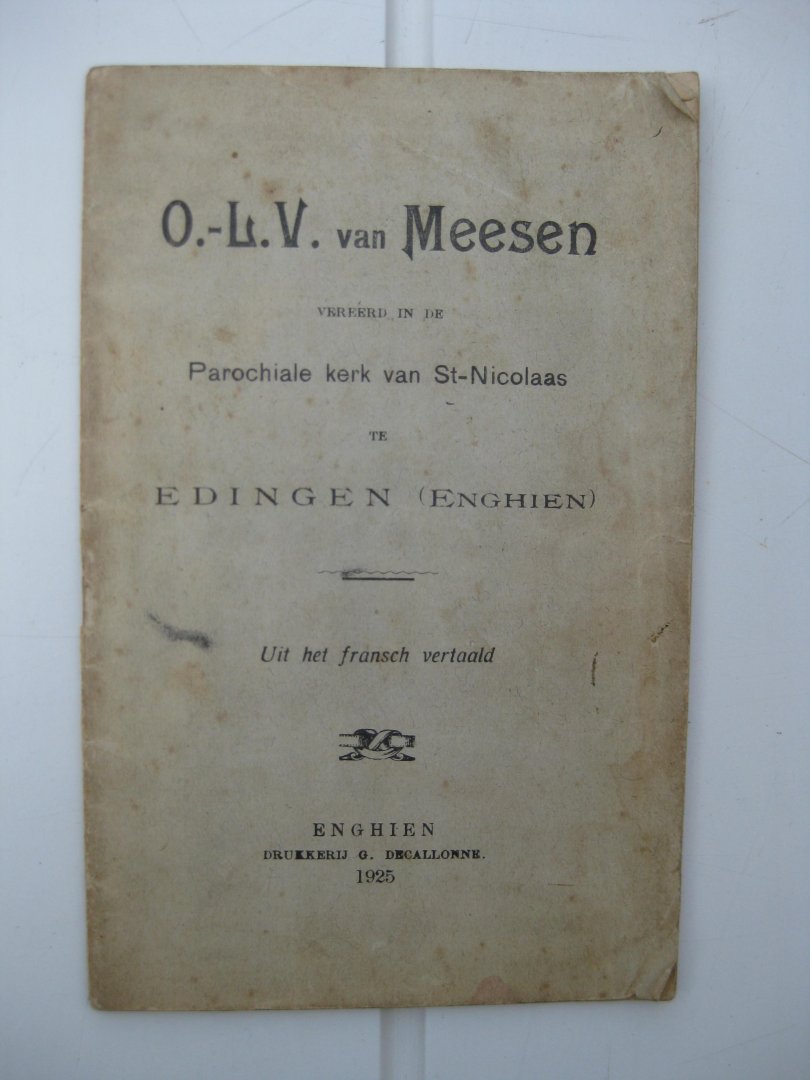 O.-L.V. van Meesen
VEREÉRD IN DE
Parochiale kerk van St-Nicolaas
TE
EDINGEN (ENGHIEN)
Uit het fransch vertaald
ENGHIEN
DRUKKERIJ G. DECALLONNE.
1925